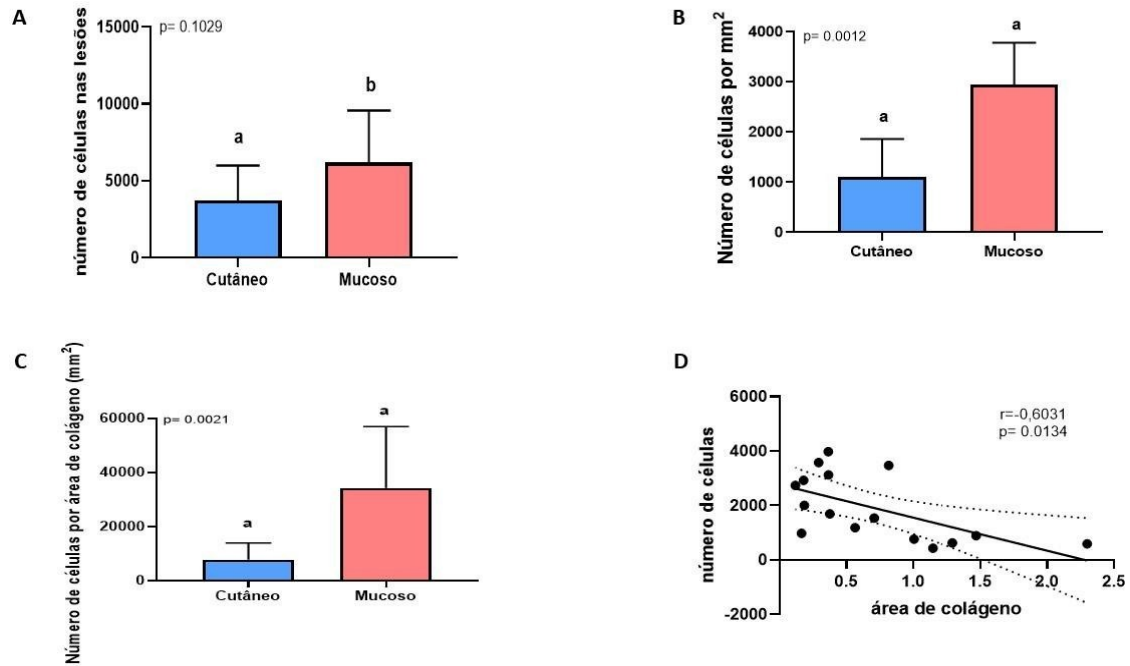 A
número de células nas lesões
p= 0.1029
15000
10000
5000
0
a
b
Cutâneo
Mucoso
B
Número de células por mm²
p= 0.0012
4000
3000
2000
1000
0
a
a
Cutâneo
Mucoso
C
Número de células por área de colágeno (mm²)
p= 0.0021
60000
40000
20000
0
a
a
Cutâneo
Mucoso
D
número de células
6000
4000
2000
0
-2000
r=-0,6031
p= 0.0134
0.5 1.0 1.5 2.0 2.5
área de colágeno